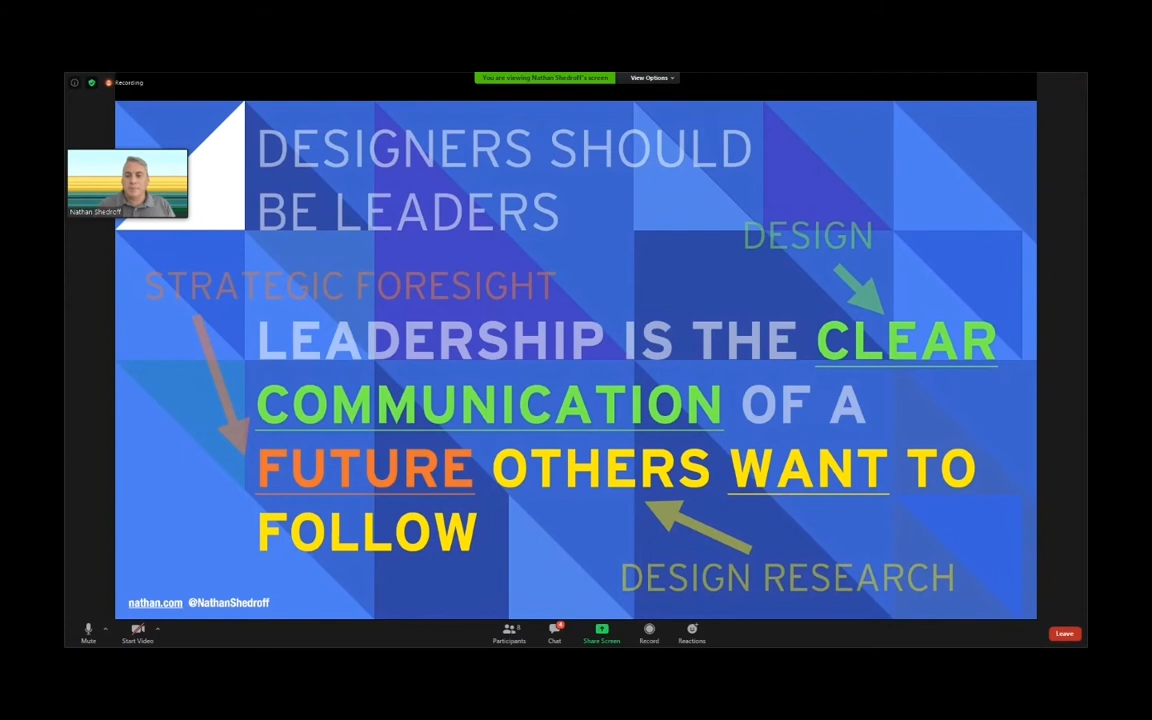 Recording
You are viewing Nathan Shedroff's screen
View Options
Nathan Shedroff
DESIGNERS SHOULD
BE LEADERS
DESIGN
STRATEGIC FORESIGHT
LEADERSHIP IS THE CLEAR
COMMUNICATION OF A
FUTURE OTHERS WANT TO
FOLLOW
DESIGN RESEARCH
nathan.com @NathanShedroff
Mute
Start Video
Participants
8
Chat
Share Screen
Record
Reactions
Leave